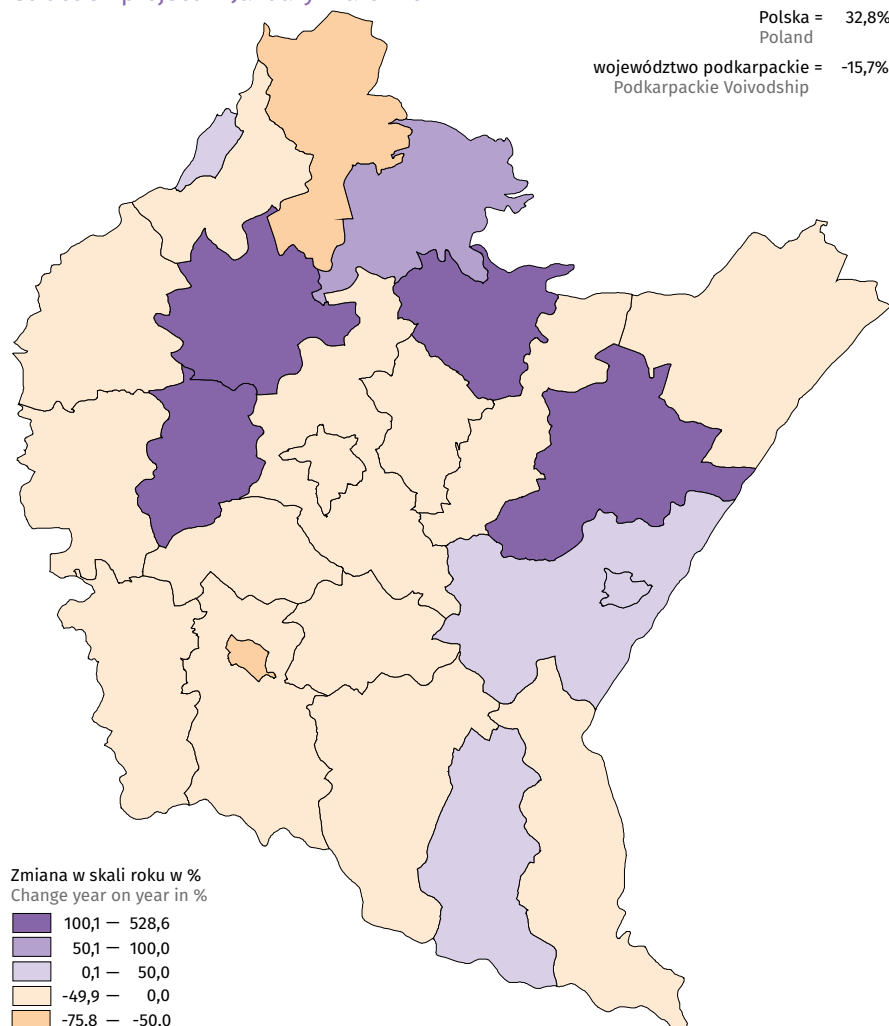 Polska = 32,8%
Poland
województwo podkarpackie = -15,7%
Podkarpackie Voivodship
Zmiana w skali roku w %
Change year on year in %
100,1 — 528,6
50,1 — 100,0
0,1 — 50,0
-49,9 — 0,0
-75,8 — -50,0